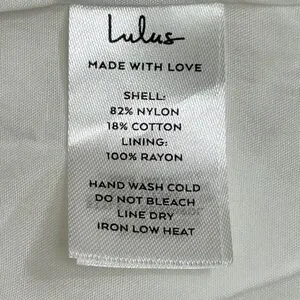 Lulus
MADE WITH LOVE
SHELL:
82% NYLON
18% COTTON
LINING:
100% RAYON
HAND WASH COLD
DO NOT BLEACH
LINE DRY
IRON LOW HEAT